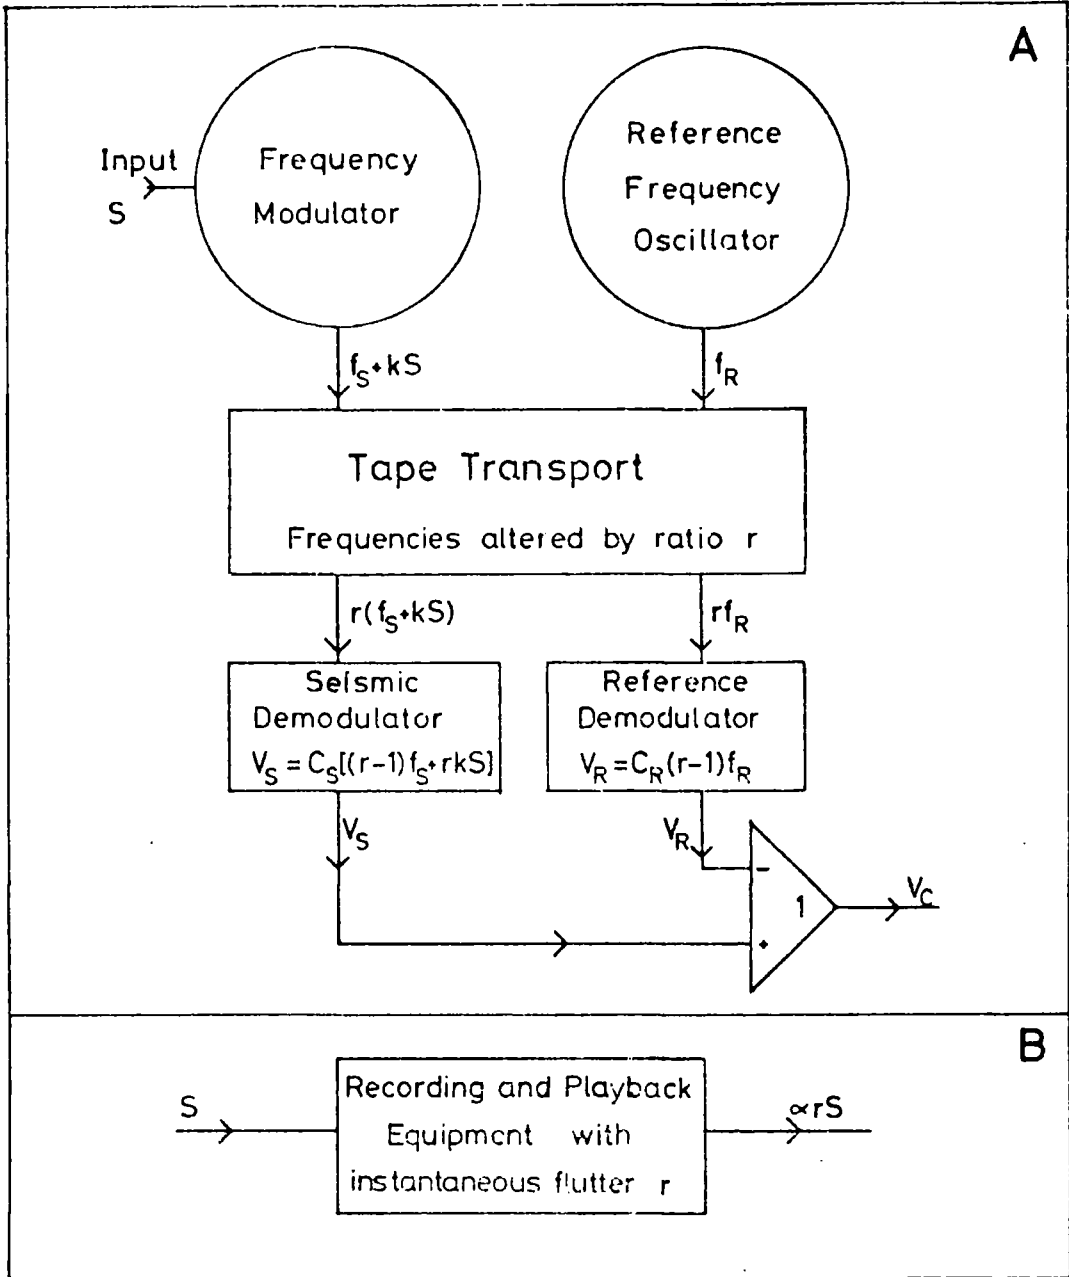 A
Input
S
Frequency
Modulator
Reference
Frequency
Oscillator
f_S+kS
f_R
Tape Transport
Frequencies altered by ratio r
r(f_S+kS)
rf_R
Seismic
Demodulator
V_S = C_S[(r-1)f_S+rkS]
Reference
Demodulator
V_R=C_R(r-1)f_R
V_S
V_R
-
1
+
V_C
B
S
Recording and Playback
Equipment with
instantaneous flutter r
∝rS